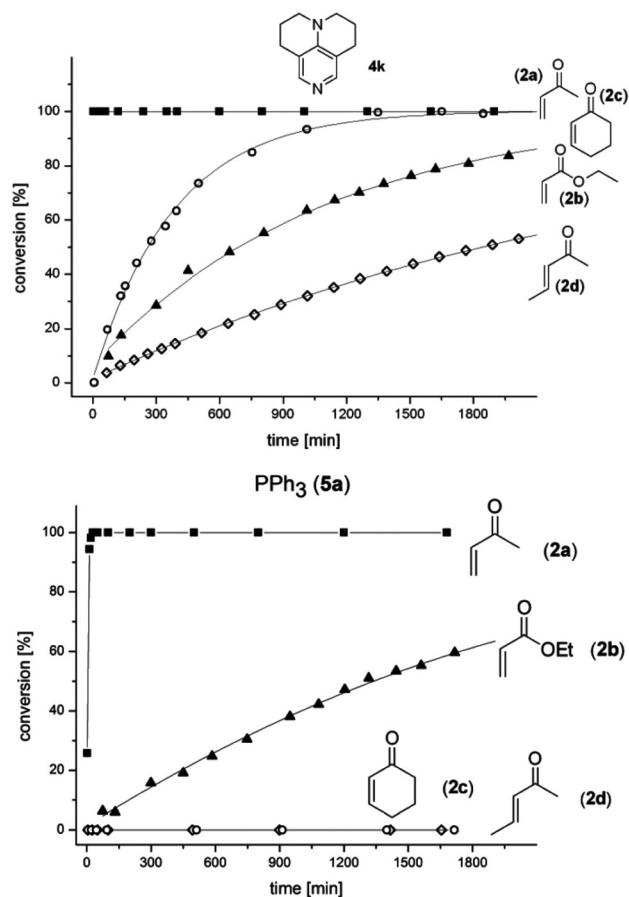 N
4k
N
(2a)
O
O
(2c)
O
O
(2b)
O
(2d)
100
80
60
40
20
0
conversion [%]
0 300 600 900 1200 1500 1800
time [min]
PPh3 (5a)
O
(2a)
O
OEt (2b)
O
(2c)
O
(2d)
100
80
60
40
20
0
conversion [%]
0 300 600 900 1200 1500 1800
time [min]